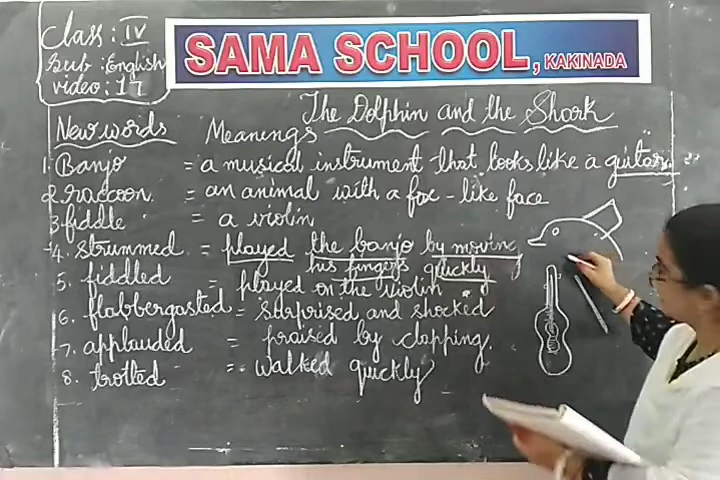 Class : IV
Sub : English
Video : 17
SAMA SCHOOL, KAKINADA
The Dolphin and the Shark
New words Meanings
1. Banjo = a musical instrument that looks like a guitar
2. raccoon = an animal with a fox-like face
3. fiddle = a violin
4. strummed = played the banjo by moving
his fingers quickly
5. fiddled = played on the violin
6. flabbergasted = surprised and shocked
7. applauded = praised by clapping.
8. trotted = walked quickly